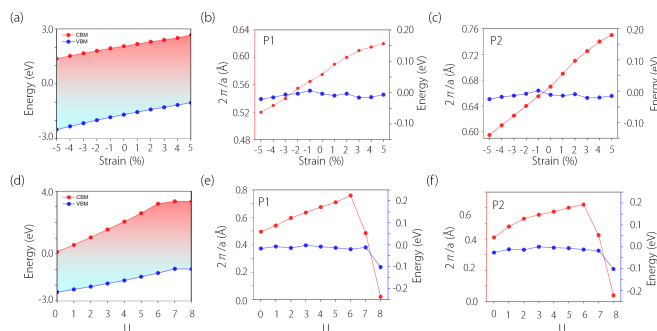 (a)
3.0
0.0
-3.0
Energy (eV)
CBM
VBM
-5 -4 -3 -2 -1 0 1 2 3 4 5
Strain (%)
(b)
P1
0.64
0.60
0.56
0.52
0.48
2π/a (Å)
0.20
0.10
0.00
-0.10
Energy (eV)
-5 -4 -3 -2 -1 0 1 2 3 4 5
Strain (%)
(c)
P2
0.76
0.72
0.68
0.64
0.60
2π/a (Å)
0.20
0.10
0.00
-0.10
Energy (eV)
-5 -4 -3 -2 -1 0 1 2 3 4 5
Strain (%)
(d)
4.0
0.0
-3.0
Energy (eV)
CBM
VBM
0 1 2 3 4 5 6 7 8
U
(e)
P1
0.8
0.6
0.4
0.2
0.0
2π/a (Å)
0.2
0.1
0.0
-0.1
-0.2
Energy (eV)
0 1 2 3 4 5 6 7 8
U
(f)
P2
0.6
0.4
0.2
0.0
2π/a (Å)
0.2
0.1
0.0
-0.1
-0.2
Energy (eV)
0 1 2 3 4 5 6 7 8
U